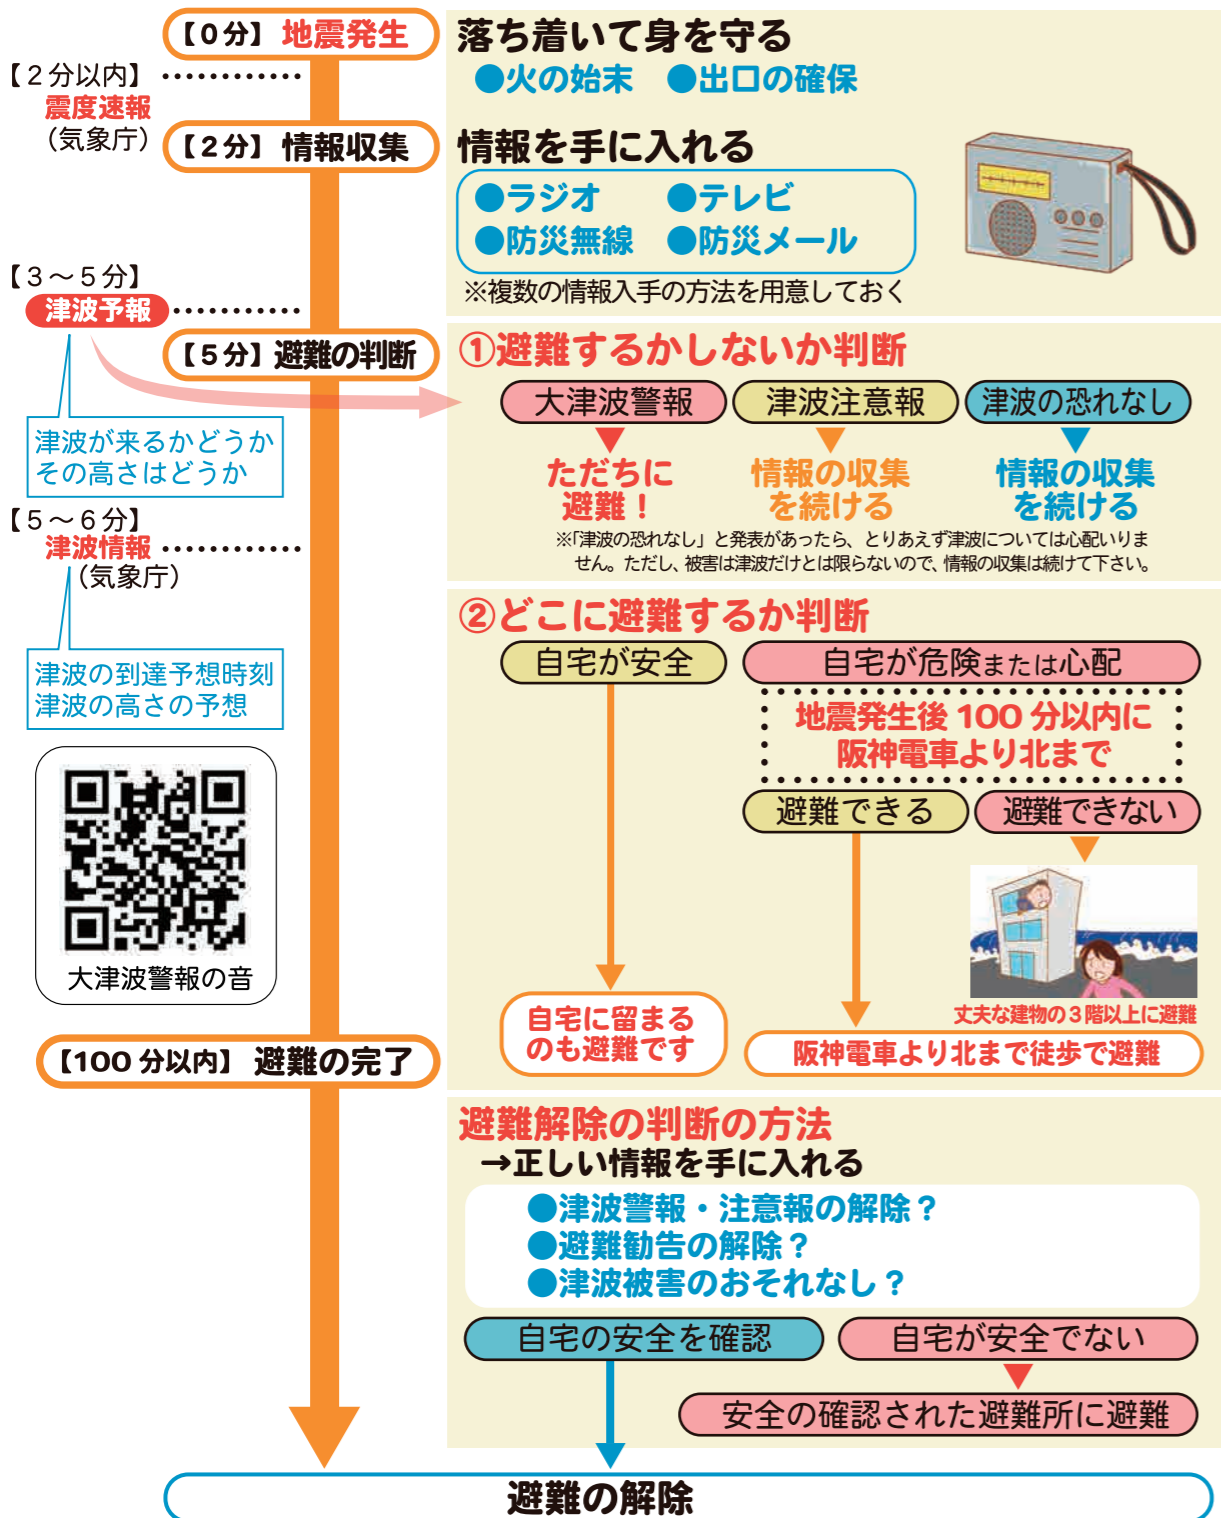 【0分】 地震発生
落ち着いて身を守る
●火の始末 ●出口の確保
【2分以内】
震度速報
（気象庁）
【2分】 情報収集
情報を手に入れる
●ラジオ ●テレビ
●防災無線 ●防災メール
※複数の情報入手の方法を用意しておく
【3～5分】
津波予報
津波が来るかどうか
その高さはどうか
【5分】避難の判断
①避難するかしないか判断
大津波警報 津波注意報 津波の恐れなし
ただちに
避難！
情報の収集
を続ける
情報の収集
を続ける
※「津波の恐れなし」と発表があったら、とりあえず津波については心配いりま
せん。ただし、被害は津波だけとは限らないので、情報の収集は続けて下さい。
【5～6分】
津波情報
（気象庁）
津波の到達予想時刻
津波の高さの予想
大津波警報の音
②どこに避難するか判断
自宅が安全 自宅が危険または心配
地震発生後 100 分以内に
阪神電車より北まで
避難できる 避難できない
丈夫な建物の３階以上に避難
自宅に留まる
のも避難です
阪神電車より北まで徒歩で避難
【100 分以内】 避難の完了
避難解除の判断の方法
→正しい情報を手に入れる
●津波警報・注意報の解除？
●避難勧告の解除？
●津波被害のおそれなし？
自宅の安全を確認 自宅が安全でない
安全の確認された避難所に避難
避難の解除